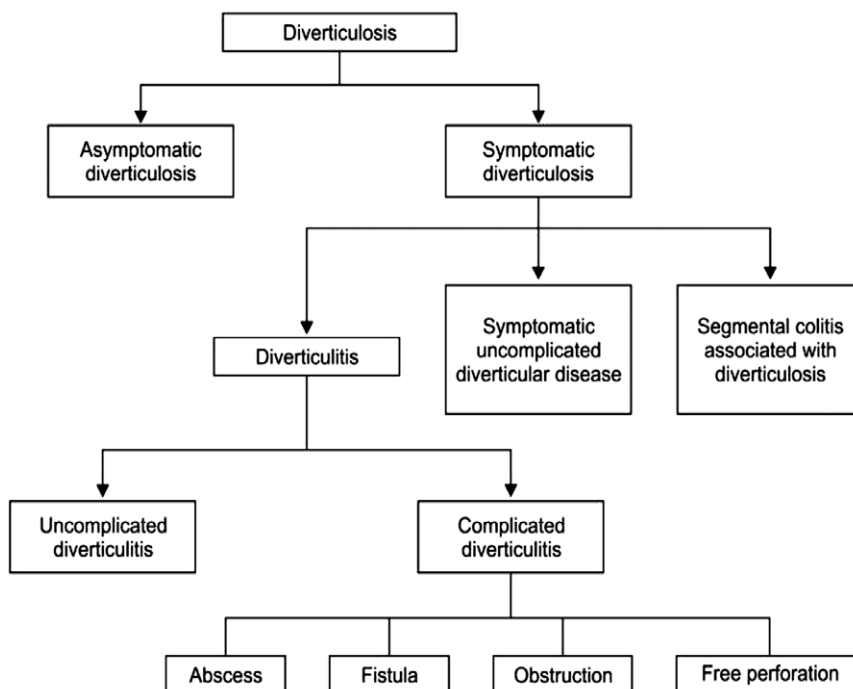 Diverticulosis
Asymptomatic
diverticulosis
Symptomatic
diverticulosis
Diverticulitis
Symptomatic
uncomplicated
diverticular disease
Segmental colitis
associated with
diverticulosis
Uncomplicated
diverticulitis
Complicated
diverticulitis
Abscess
Fistula
Obstruction
Free perforation